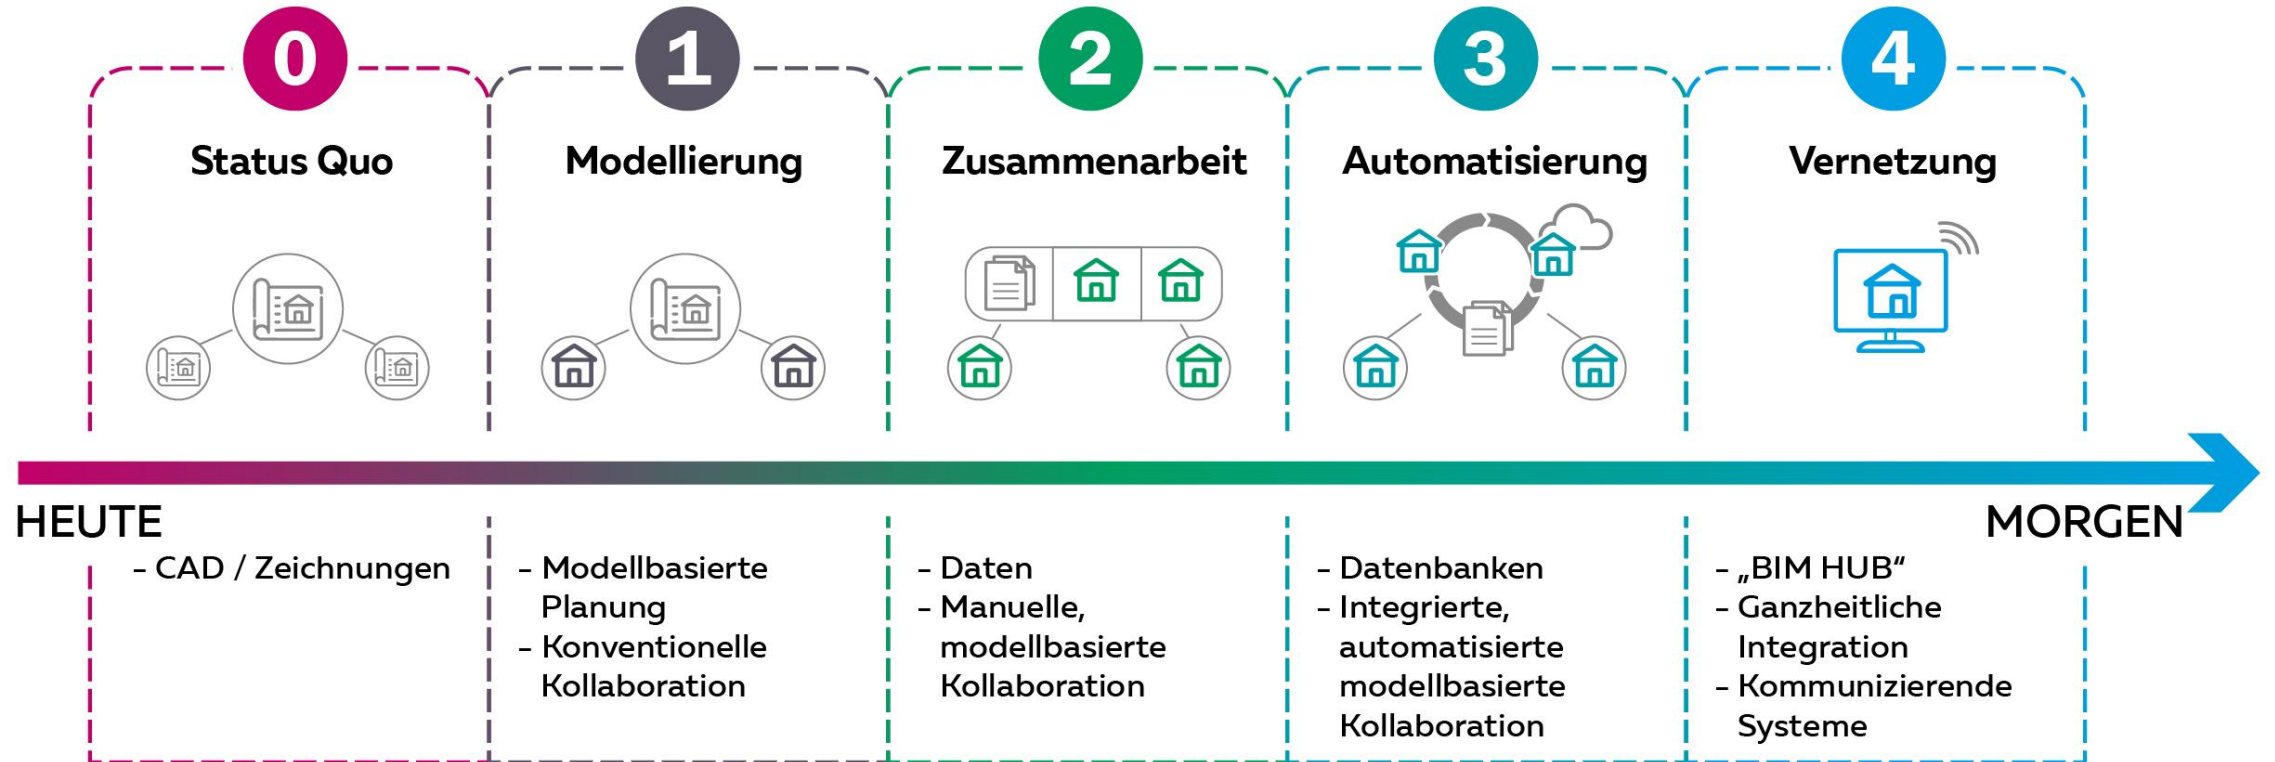 0
Status Quo
1
Modellierung
2
Zusammenarbeit
3
Automatisierung
4
Vernetzung
HEUTE
MORGEN
- CAD / Zeichnungen
- Modellbasierte
Planung
- Konventionelle
Kollaboration
- Daten
- Manuelle,
modellbasierte
Kollaboration
- Datenbanken
- Integrierte,
automatisierte
modellbasierte
Kollaboration
- „BIM HUB“
- Ganzheitliche
Integration
- Kommunizierende
Systeme